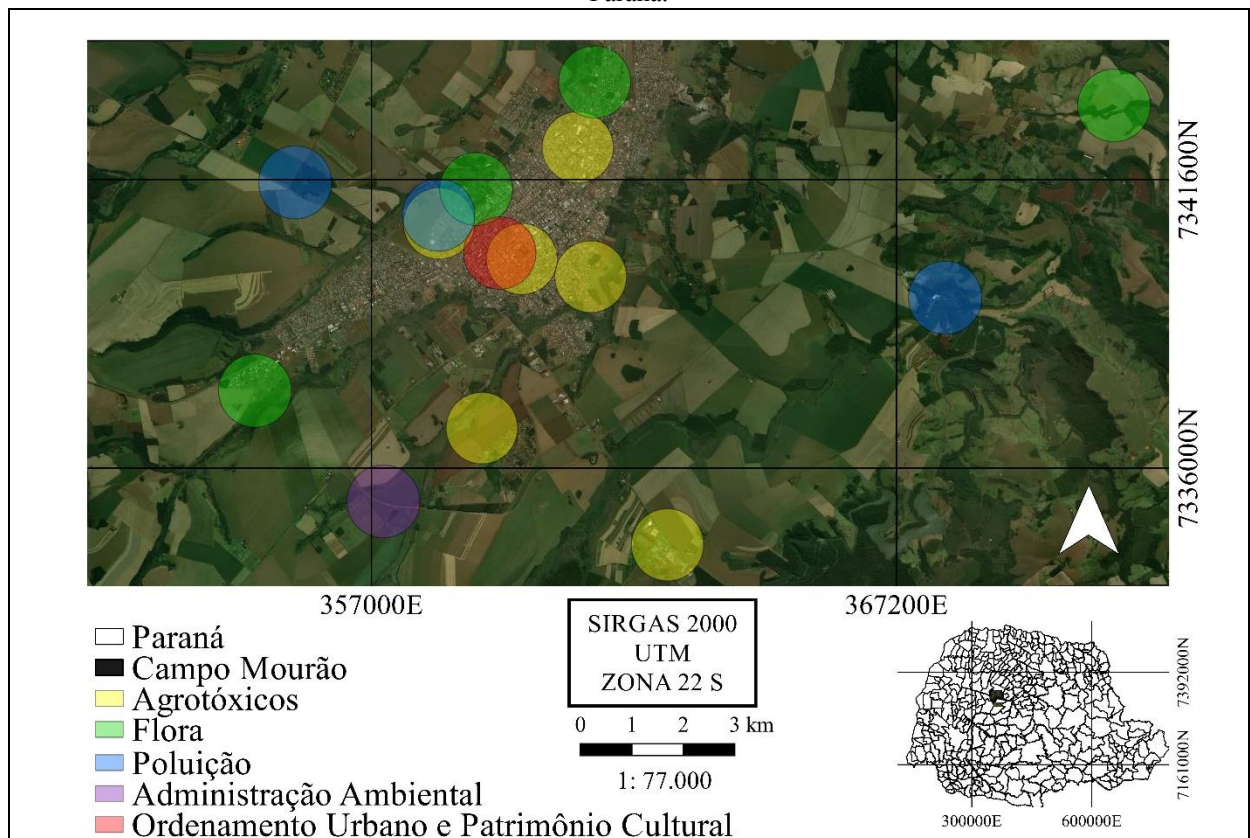 Paraná.
7341600N
7336000N
357000E
367200E
Paraná
Campo Mourão
Agrotóxicos
Flora
Poluição
Administração Ambiental
Ordenamento Urbano e Patrimônio Cultural
SIRGAS 2000
UTM
ZONA 22 S
0 1 2 3 km
1: 77.000
7392000N
7161000N
300000E
600000E